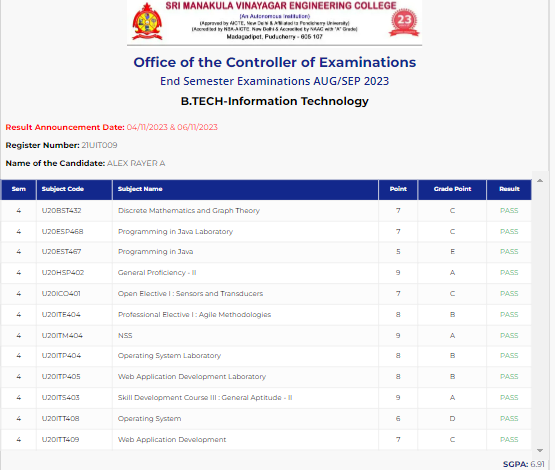 SRI MANAKULA VINAYAGAR ENGINEERING COLLEGE
(An Autonomous Institution)
(Approved by AICTE, New Delhi & Affiliated to Pondicherry University)
(Accredited by NBA-AICTE, New Delhi & Accredited by NAAC with "A" Grade)
Madagadipet, Puducherry - 605 107
23
Office of the Controller of Examinations
End Semester Examinations AUG/SEP 2023
B.TECH-Information Technology
Result Announcement Date: 04/11/2023 & 06/11/2023
Register Number: 21UIT009
Name of the Candidate: ALEX RAYER A
Sem Subject Code Subject Name Point Grade Point Result
4 U20BST432 Discrete Mathematics and Graph Theory 7 C PASS
4 U20ESP468 Programming in Java Laboratory 7 C PASS
4 U20EST467 Programming in Java 5 E PASS
4 U20HSP402 General Proficiency - II 9 A PASS
4 U20ICO401 Open Elective I : Sensors and Transducers 7 C PASS
4 U20ITE404 Professional Elective I : Agile Methodologies 8 B PASS
4 U20ITM404 NSS 9 A PASS
4 U20ITP404 Operating System Laboratory 8 B PASS
4 U20ITP405 Web Application Development Laboratory 8 B PASS
4 U20ITS403 Skill Development Course III : General Aptitude - II 9 A PASS
4 U20ITT408 Operating System 6 D PASS
4 U20ITT409 Web Application Development 7 C PASS
SGPA: 6.91